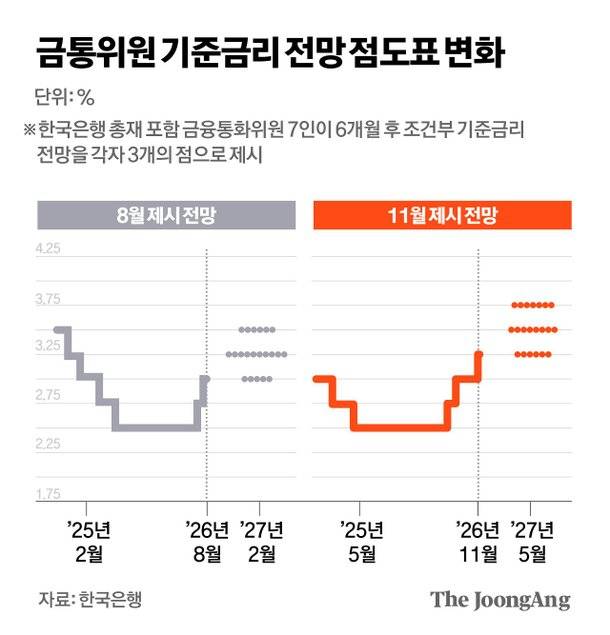 금통위원 기준금리 전망 점도표 변화
단위: %
※한국은행 총재 포함 금융통화위원 7인이 6개월 후 조건부 기준금리
전망을 각자 3개의 점으로 제시
8월 제시 전망
11월 제시 전망
4.25
3.75
3.25
2.75
2.25
1.75
’25년
2월
’26년
8월
’27년
2월
’25년
5월
’26년
11월
’27년
5월
자료: 한국은행
The JoongAng